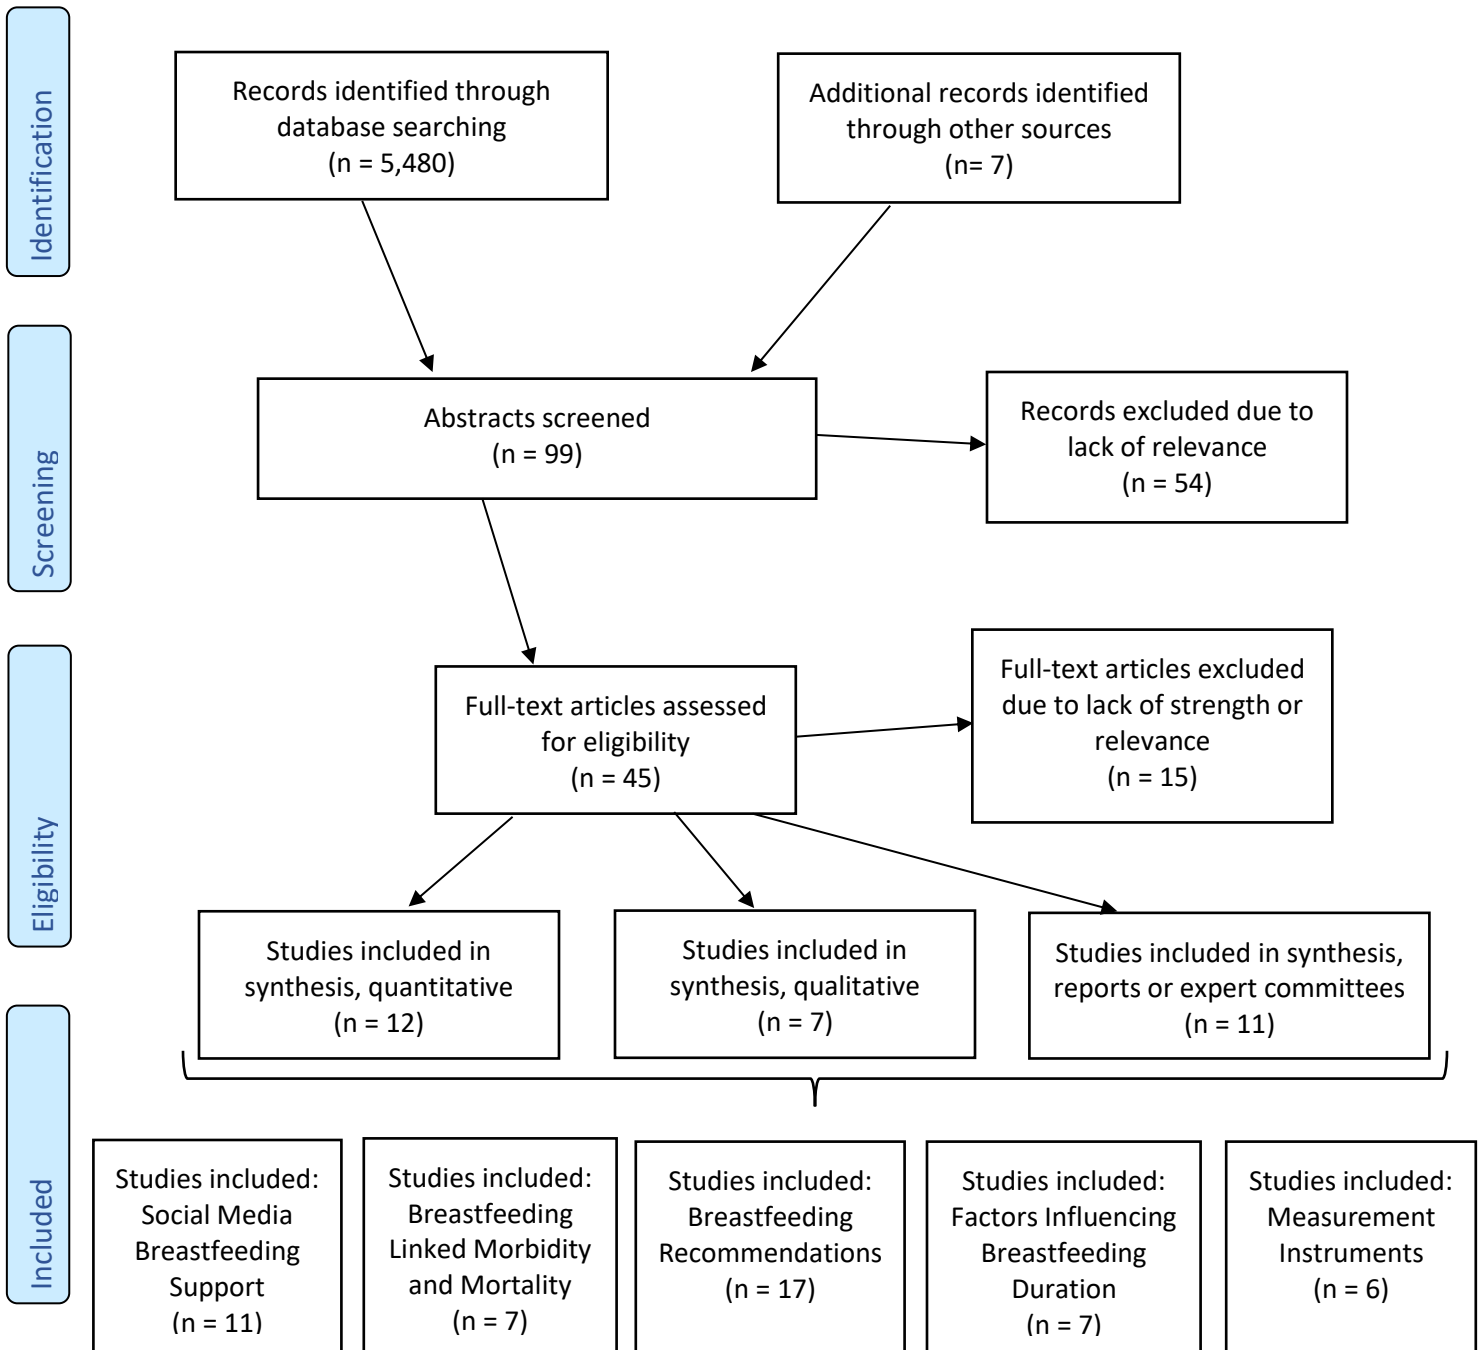 Identification
Records identified through
database searching
(n = 5,480)
Additional records identified
through other sources
(n= 7)
Screening
Abstracts screened
(n = 99)
Records excluded due to
lack of relevance
(n = 54)
Eligibility
Full-text articles assessed
for eligibility
(n = 45)
Full-text articles excluded
due to lack of strength or
relevance
(n = 15)
Studies included in
synthesis, quantitative
(n = 12)
Studies included in
synthesis, qualitative
(n = 7)
Studies included in synthesis,
reports or expert committees
(n = 11)
Included
Studies included:
Social Media
Breastfeeding
Support
(n = 11)
Studies included:
Breastfeeding
Linked Morbidity
and Mortality
(n = 7)
Studies included:
Breastfeeding
Recommendations
(n = 17)
Studies included:
Factors Influencing
Breastfeeding
Duration
(n = 7)
Studies included:
Measurement
Instruments
(n = 6)